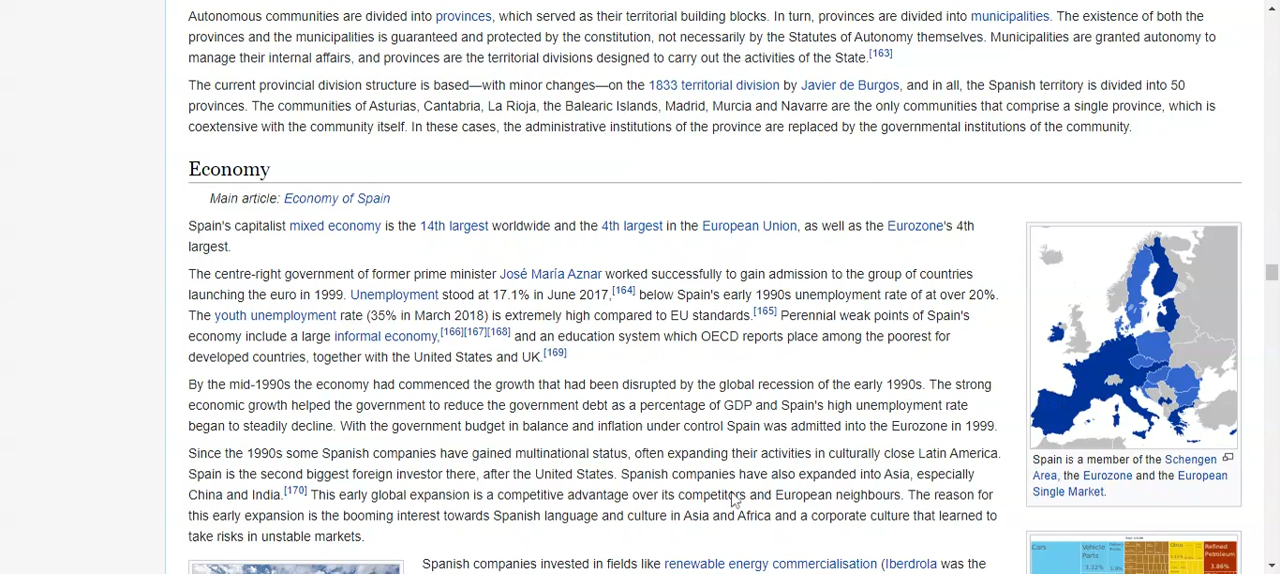 Autonomous communities are divided into provinces, which served as their territorial building blocks. In turn, provinces are divided into municipalities. The existence of both the
provinces and the municipalities is guaranteed and protected by the constitution, not necessarily by the Statutes of Autonomy themselves. Municipalities are granted autonomy to
manage their internal affairs, and provinces are the territorial divisions designed to carry out the activities of the State.[163]
The current provincial division structure is based—with minor changes—on the 1833 territorial division by Javier de Burgos, and in all, the Spanish territory is divided into 50
provinces. The communities of Asturias, Cantabria, La Rioja, the Balearic Islands, Madrid, Murcia and Navarre are the only communities that comprise a single province, which is
coextensive with the community itself. In these cases, the administrative institutions of the province are replaced by the governmental institutions of the community.
Economy
Main article: Economy of Spain
Spain's capitalist mixed economy is the 14th largest worldwide and the 4th largest in the European Union, as well as the Eurozone's 4th
largest.
The centre-right government of former prime minister José María Aznar worked successfully to gain admission to the group of countries
launching the euro in 1999. Unemployment stood at 17.1% in June 2017,[164] below Spain's early 1990s unemployment rate of at over 20%.
The youth unemployment rate (35% in March 2018) is extremely high compared to EU standards.[165] Perennial weak points of Spain's
economy include a large informal economy,[166][167][168] and an education system which OECD reports place among the poorest for
developed countries, together with the United States and UK.[169]
By the mid-1990s the economy had commenced the growth that had been disrupted by the global recession of the early 1990s. The strong
economic growth helped the government to reduce the government debt as a percentage of GDP and Spain's high unemployment rate
began to steadily decline. With the government budget in balance and inflation under control Spain was admitted into the Eurozone in 1999.
Since the 1990s some Spanish companies have gained multinational status, often expanding their activities in culturally close Latin America.
Spain is the second biggest foreign investor there, after the United States. Spanish companies have also expanded into Asia, especially
China and India.[170] This early global expansion is a competitive advantage over its competitors and European neighbours. The reason for
this early expansion is the booming interest towards Spanish language and culture in Asia and Africa and a corporate culture that learned to
take risks in unstable markets.
Spanish companies invested in fields like renewable energy commercialisation (Iberdrola was the
Spain is a member of the Schengen
Area, the Eurozone and the European
Single Market.
Cars
Vehicle
Parts
3.32%
Refined
Petroleum
3.86%